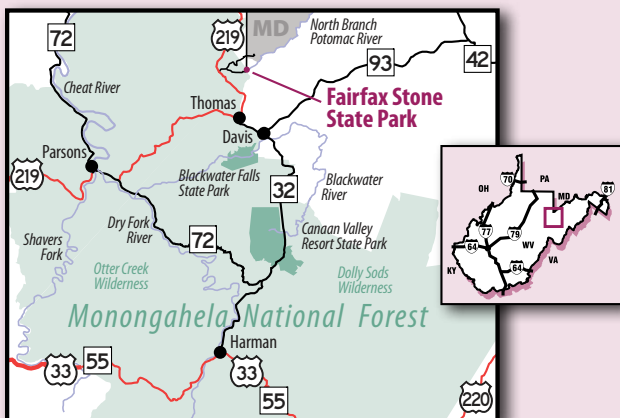 72
219
MD
North Branch
Potomac River
93
42
Cheat River
Fairfax Stone
State Park
Thomas
Davis
Parsons
219
Blackwater Falls
State Park
32
Blackwater
River
Dry Fork
River
72
Canaan Valley
Resort State Park
Shavers
Fork
Otter Creek
Wilderness
Dolly Sods
Wilderness
Monongahela National Forest
Harman
33
55
33
55
220
OH
70
PA
81
MD
77
79
64
WV
VA
KY
64